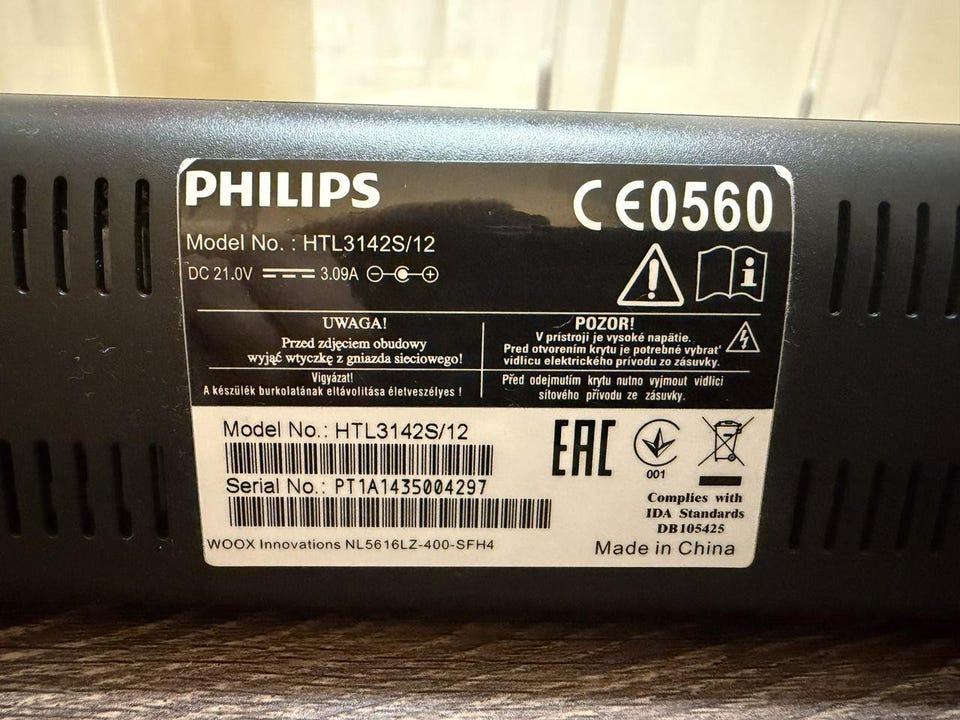 PHILIPS
CE0560
Model No. : HTL3142S/12
DC 21.0V 3.09A
i
UWAGA!
Przed zdjęciem obudowy
wyjąć wtyczkę z gniazda sieciowego!
POZOR!
V prístroji je vysoké napätie.
Pred otvorením krytu je potrebné vybrať
vidlicu elektrického prívodu zo zásuvky.
Vigyázat!
A készülék burkolatának eltávolítása életveszélyes !
Před odejmutím krytu nutno vyjmout vidlici
síťového přívodu ze zásuvky.
Model No.: HTL3142S/12
Serial No.: PT1A1435004297
WOOX Innovations NL5616LZ-400-SFH4
EAC
001
Complies with
IDA Standards
DB105425
Made in China